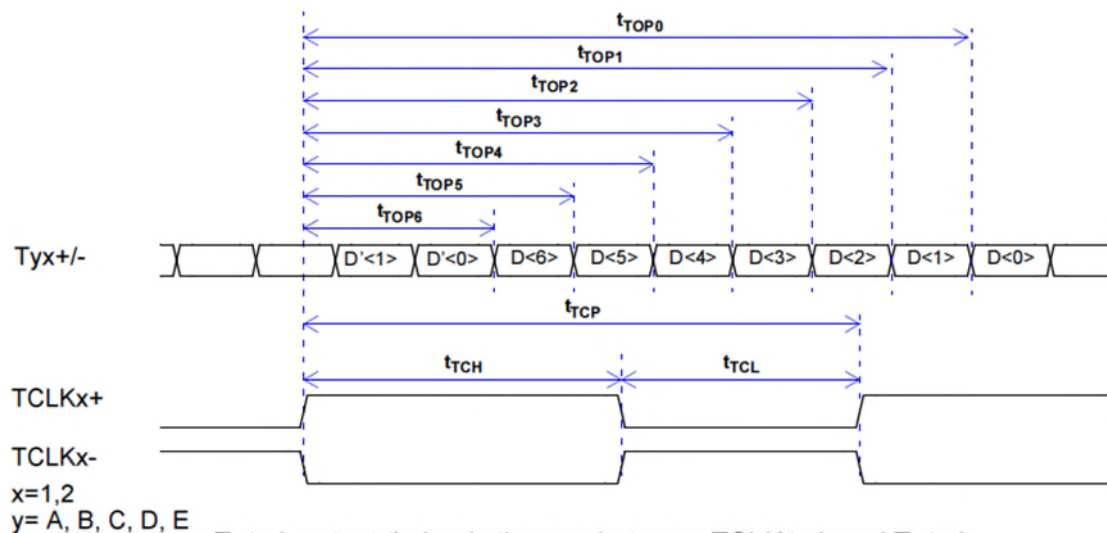 tTOP0
tTOP1
tTOP2
tTOP3
tTOP4
tTOP5
tTOP6
Tyx+/-
D'<1> D'<0> D<6> D<5> D<4> D<3> D<2> D<1> D<0>
tTCP
tTCH tTCL
TCLKx+
TCLKx-
x=1,2
y= A, B, C, D, E